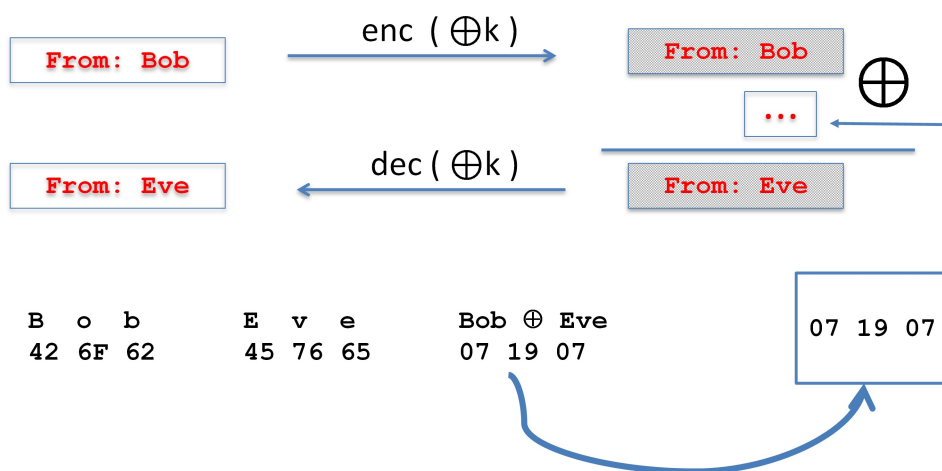 enc ( ⊕k )
From: Bob
From: Bob
⊕
...
dec ( ⊕k )
From: Eve
From: Eve
B o b
E v e
Bob ⊕ Eve
42 6F 62
45 76 65
07 19 07
07 19 07